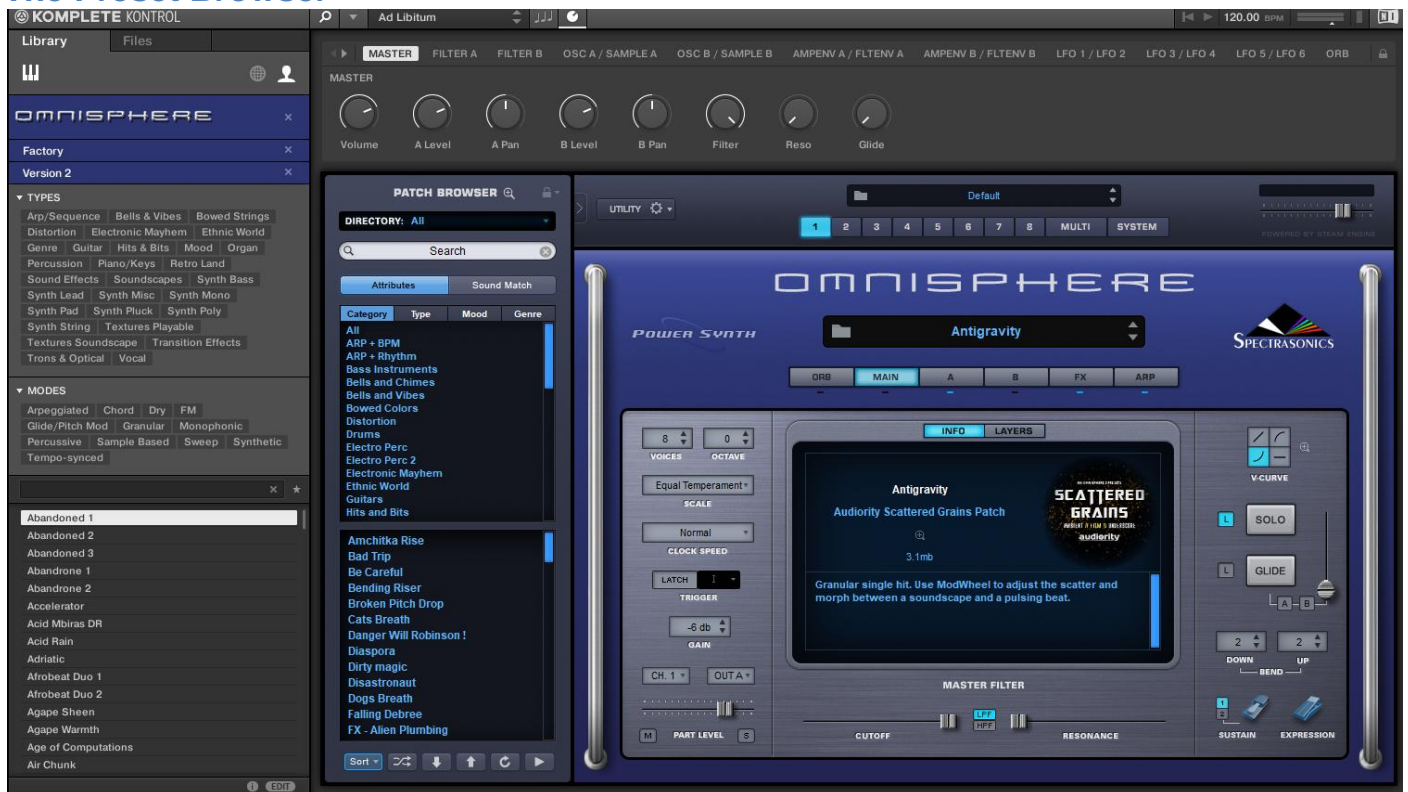 KOMPLETE KONTROL
Ad Libitum
120.00 BPM
Library Files
OMNISPHERE
Factory
Version 2
TYPES
Arp/Sequence Bells & Vibes Bowed Strings
Distortion Electronic Mayhem Ethnic World
Genre Guitar Hits & Bits Mood Organ
Percussion Piano/Keys Retro Land
Sound Effects Soundscapes Synth Bass
Synth Lead Synth Misc Synth Mono
Synth Pad Synth Pluck Synth Poly
Synth String Textures Playable
Textures Soundscape Transition Effects
Trons & Optical Vocal
MODES
Arpeggiated Chord Dry FM
Glide/Pitch Mod Granular Monophonic
Percussive Sample Based Sweep Synthetic
Tempo-synced
Abandoned 1
Abandoned 2
Abandoned 3
Abandrone 1
Abandrone 2
Accelerator
Acid Mbiras DR
Acid Rain
Adriatic
Afrobeat Duo 1
Afrobeat Duo 2
Agape Sheen
Agape Warmth
Age of Computations
Air Chunk
EDIT
MASTER FILTER A FILTER B OSC A / SAMPLE A OSC B / SAMPLE B AMPENV A / FLTENV A AMPENV B / FLTENV B LFO 1 / LFO 2 LFO 3 / LFO 4 LFO 5 / LFO 6 ORB
MASTER
Volume A Level A Pan B Level B Pan Filter Reso Glide
PATCH BROWSER
DIRECTORY: All
Search
Attributes Sound Match
Category Type Mood Genre
All
ARP + BPM
ARP + Rhythm
Bass Instruments
Bells and Chimes
Bells and Vibes
Bowed Colors
Distortion
Drums
Electro Perc
Electro Perc 2
Electronic Mayhem
Ethnic World
Guitars
Hits and Bits
Amchitka Rise
Bad Trip
Be Careful
Bending Riser
Broken Pitch Drop
Cats Breath
Danger Will Robinson !
Diaspora
Dirty magic
Disastronaut
Dogs Breath
Falling Debree
FX - Alien Plumbing
Sort
UTILITY
Default
1 2 3 4 5 6 7 8 MULTI SYSTEM
POWERED BY STEAM ENGINE
OMNISPHERE
POWER SYNTH
Antigravity
SPECTRASONICS
ORB MAIN A B FX ARP
8 0
VOICES OCTAVE
Equal Temperament
SCALE
Normal
CLOCK SPEED
LATCH
TRIGGER
-6 db
GAIN
CH. 1 OUT A
M PART LEVEL S
INFO LAYERS
Antigravity
Audiority Scattered Grains Patch
3.1mb
SCATTERED
GRAINS
audiority
Granular single hit. Use ModWheel to adjust the scatter and
morph between a soundscape and a pulsing beat.
MASTER FILTER
LPF
HPF
CUTOFF RESONANCE
V-CURVE
L SOLO
L GLIDE
A B
2 2
DOWN UP
BEND
1
2
SUSTAIN EXPRESSION